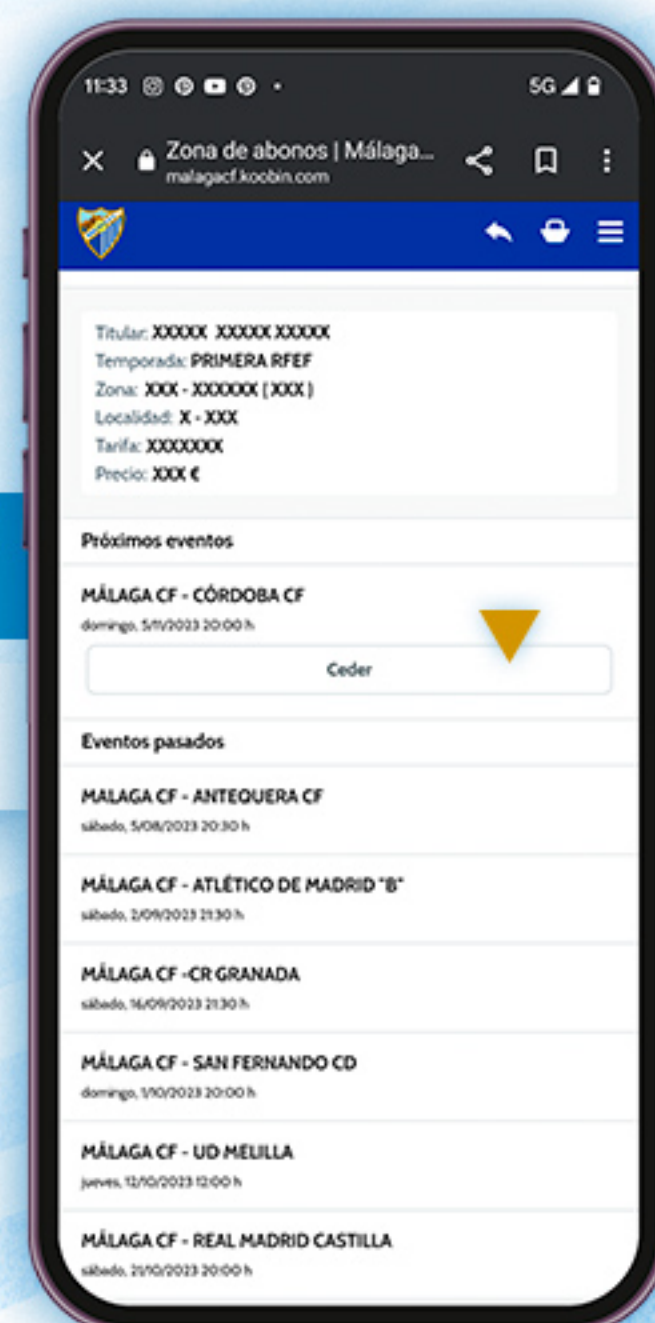 11:33
5G
Zona de abonos | Málaga...
malagacf.koobin.com
Titular: XXXXX XXXXX XXXXX
Temporada: PRIMERA RFEF
Zona: XXX - XXXXXX ( XXX )
Localidad: X - XXX
Tarifa: XXXXXXX
Precio: XXX €
Próximos eventos
MÁLAGA CF - CÓRDOBA CF
domingo, 5/11/2023 20:00 h
Ceder
Eventos pasados
MALAGA CF - ANTEQUERA CF
sábado, 5/08/2023 20:30 h
MÁLAGA CF - ATLÉTICO DE MADRID "B"
sábado, 2/09/2023 21:30 h
MÁLAGA CF -CR GRANADA
sábado, 16/09/2023 21:30 h
MÁLAGA CF - SAN FERNANDO CD
domingo, 1/10/2023 20:00 h
MÁLAGA CF - UD MELILLA
jueves, 12/10/2023 12:00 h
MÁLAGA CF - REAL MADRID CASTILLA
sábado, 21/10/2023 20:00 h